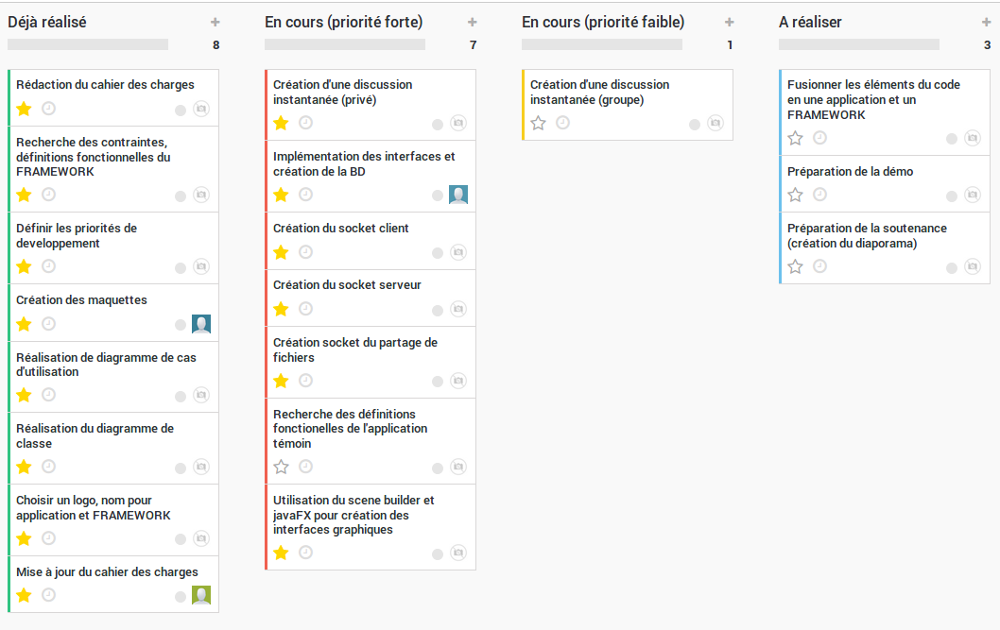 Déjà réalisé
+
8
Rédaction du cahier des charges
Recherche des contraintes,
définitions fonctionnelles du
FRAMEWORK
Définir les priorités de
developpement
Création des maquettes
Réalisation de diagramme de cas
d'utilisation
Réalisation du diagramme de
classe
Choisir un logo, nom pour
application et FRAMEWORK
Mise à jour du cahier des charges
En cours (priorité forte)
+
7
Création d'une discussion
instantanée (privé)
Implémentation des interfaces et
création de la BD
Création du socket client
Création du socket serveur
Création socket du partage de
fichiers
Recherche des définitions
fonctionelles de l'application
témoin
Utilisation du scene builder et
javaFX pour création des
interfaces graphiques
En cours (priorité faible)
+
1
Création d'une discussion
instantanée (groupe)
A réaliser
+
3
Fusionner les éléments du code
en une application et un
FRAMEWORK
Préparation de la démo
Préparation de la soutenance
(création du diaporama)